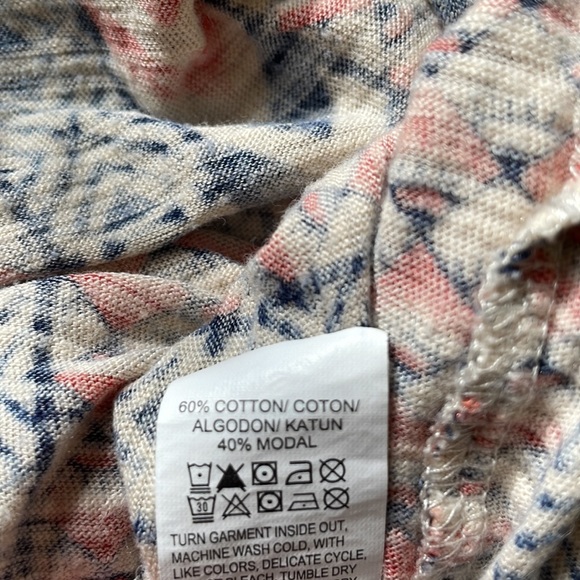 60% COTTON/ COTON/
ALGODON/ KATUN
40% MODAL
30
TURN GARMENT INSIDE OUT,
MACHINE WASH COLD, WITH
LIKE COLORS, DELICATE CYCLE,
BLEACH, TUMBLE DRY